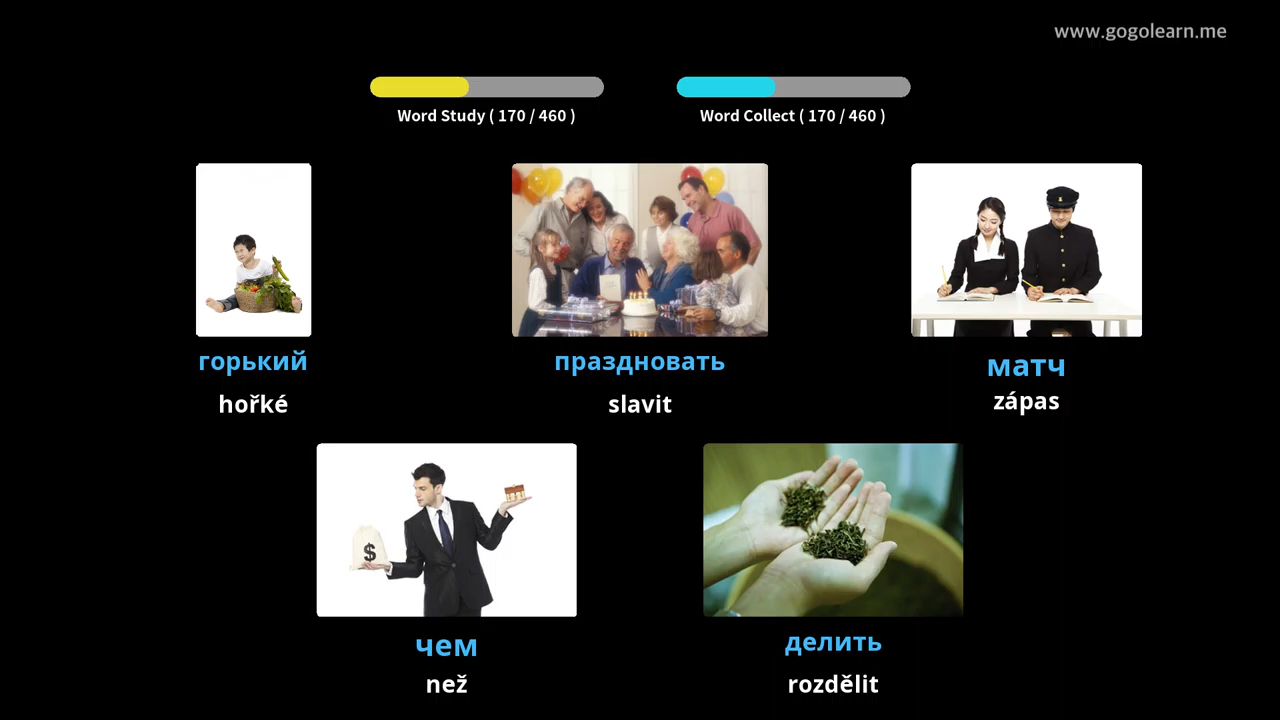 www.gogolearn.me
Word Study ( 170 / 460 )
Word Collect ( 170 / 460 )
горький
праздновать
матч
hořké
slavit
zápas
$
чем
делить
než
rozdělit